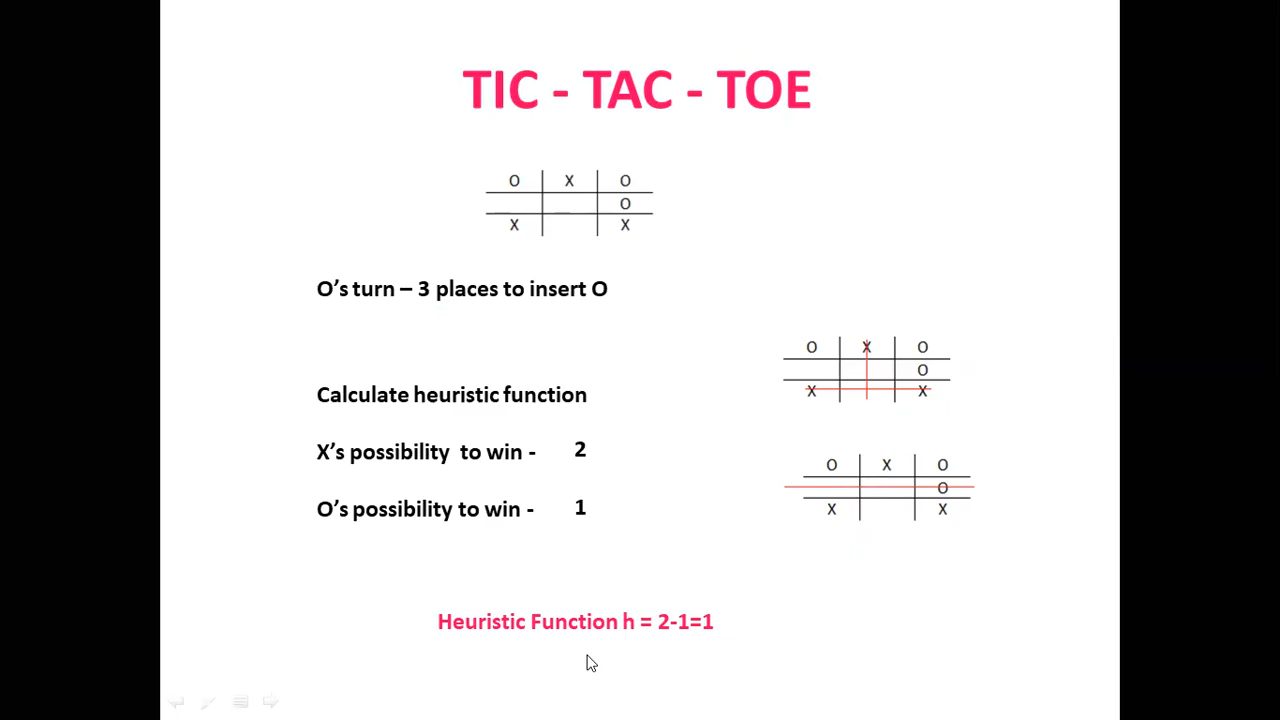 TIC - TAC - TOE
O X O
O
X X
O's turn – 3 places to insert O
O X O
O
X X
Calculate heuristic function
X's possibility to win - 2
O X O
O
X X
O's possibility to win - 1
Heuristic Function h = 2-1=1